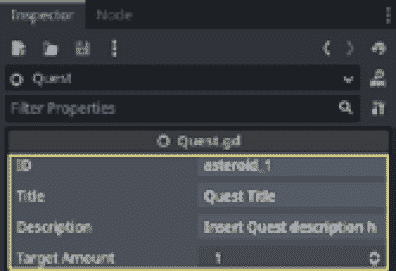 Inspector Node
Quest
Filter Properties
Quest.gd
ID asteroid_1
Title Quest Title
Description Insert Quest description h
Target Amount 1